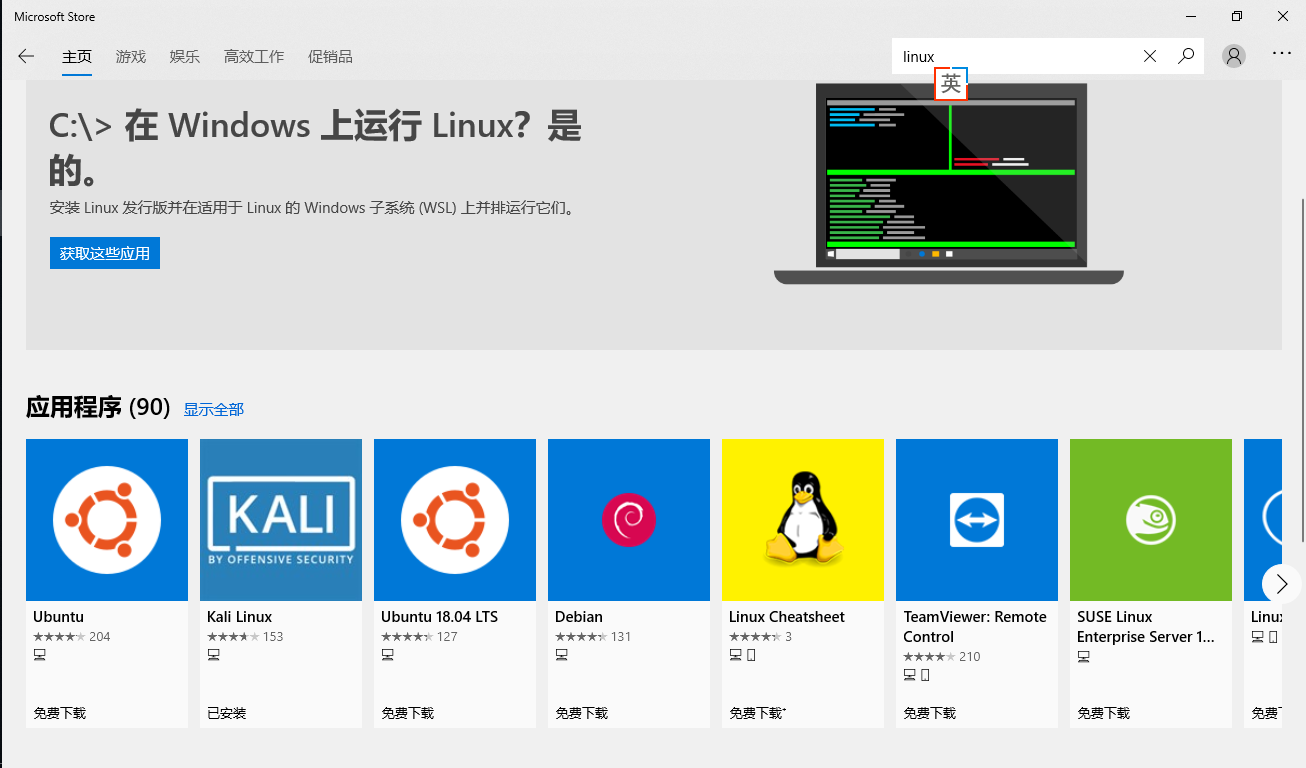 Microsoft Store
主页 游戏 娱乐 高效工作 促销品
linux
英
C:\> 在 Windows 上运行 Linux？是
的。
安装 Linux 发行版并在适用于 Linux 的 Windows 子系统 (WSL) 上并排运行它们。
获取这些应用
应用程序 (90) 显示全部
KALI
BY OFFENSIVE SECURITY
Ubuntu
204
免费下载
Kali Linux
153
已安装
Ubuntu 18.04 LTS
127
免费下载
Debian
131
免费下载
Linux Cheatsheet
3
免费下载+
TeamViewer: Remote
Control
210
免费下载
SUSE Linux
Enterprise Server 1...
免费下载
Linux
免费